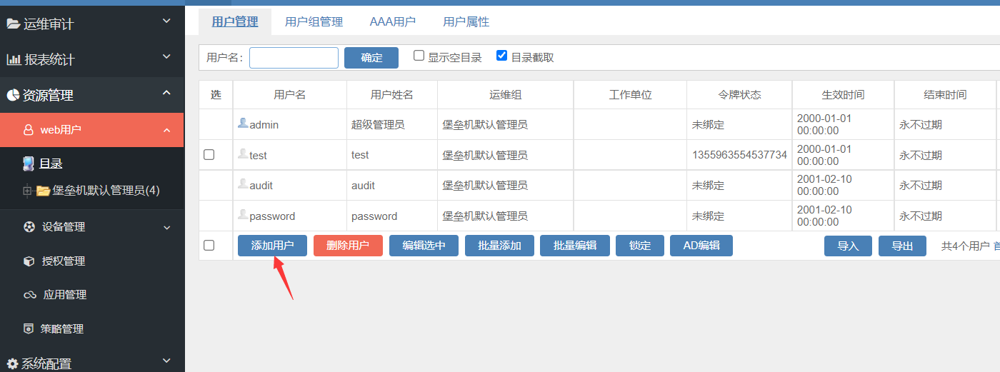 运维审计
报表统计
资源管理
web用户
目录
堡垒机默认管理员(4)
设备管理
授权管理
应用管理
策略管理
系统配置
用户管理 用户组管理 AAA用户 用户属性
用户名: 确定 显示空目录 目录截取
选 用户名 用户姓名 运维组 工作单位 令牌状态 生效时间 结束时间
admin 超级管理员 堡垒机默认管理员 未绑定 2000-01-01 00:00:00 永不过期
test test 堡垒机默认管理员 1355963554537734 2000-01-01 00:00:00 永不过期
audit audit 堡垒机默认管理员 未绑定 2001-02-10 00:00:00 永不过期
password password 堡垒机默认管理员 未绑定 2001-02-10 00:00:00 永不过期
添加用户 删除用户 编辑选中 批量添加 批量编辑 锁定 AD编辑 导入 导出 共4个用户 首